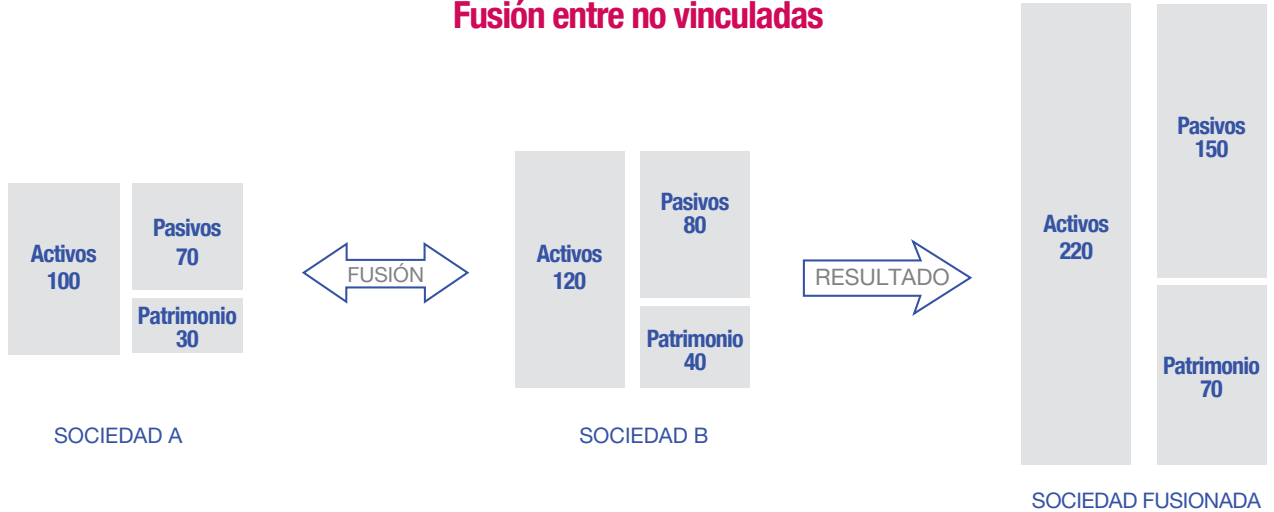 Fusión entre no vinculadas
Activos
100
Pasivos
70
Patrimonio
30
SOCIEDAD A
FUSIÓN
Activos
120
Pasivos
80
Patrimonio
40
SOCIEDAD B
RESULTADO
Activos
220
Pasivos
150
Patrimonio
70
SOCIEDAD FUSIONADA